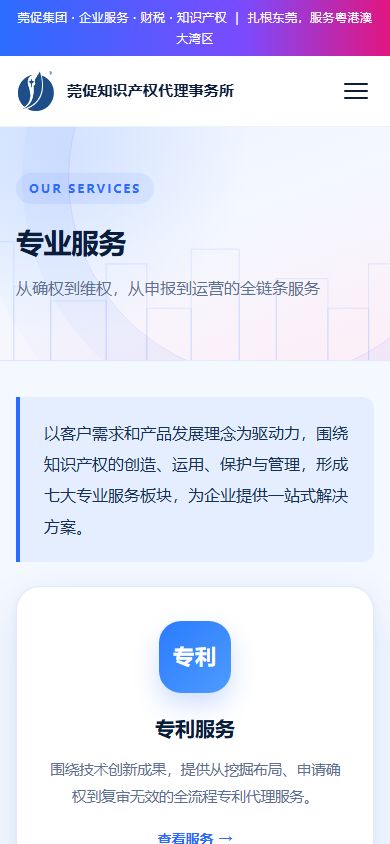 莞促集团 · 企业服务 · 财税 · 知识产权 ｜ 扎根东莞，服务粤港澳
大湾区
莞促知识产权代理事务所
OUR SERVICES
专业服务
从确权到维权，从申报到运营的全链条服务
以客户需求和产品发展理念为驱动力，围绕
知识产权的创造、运用、保护与管理，形成
七大专业服务板块，为企业提供一站式解决
方案。
专利
专利服务
围绕技术创新成果，提供从挖掘布局、申请确
权到复审无效的全流程专利代理服务。
查看服务 →